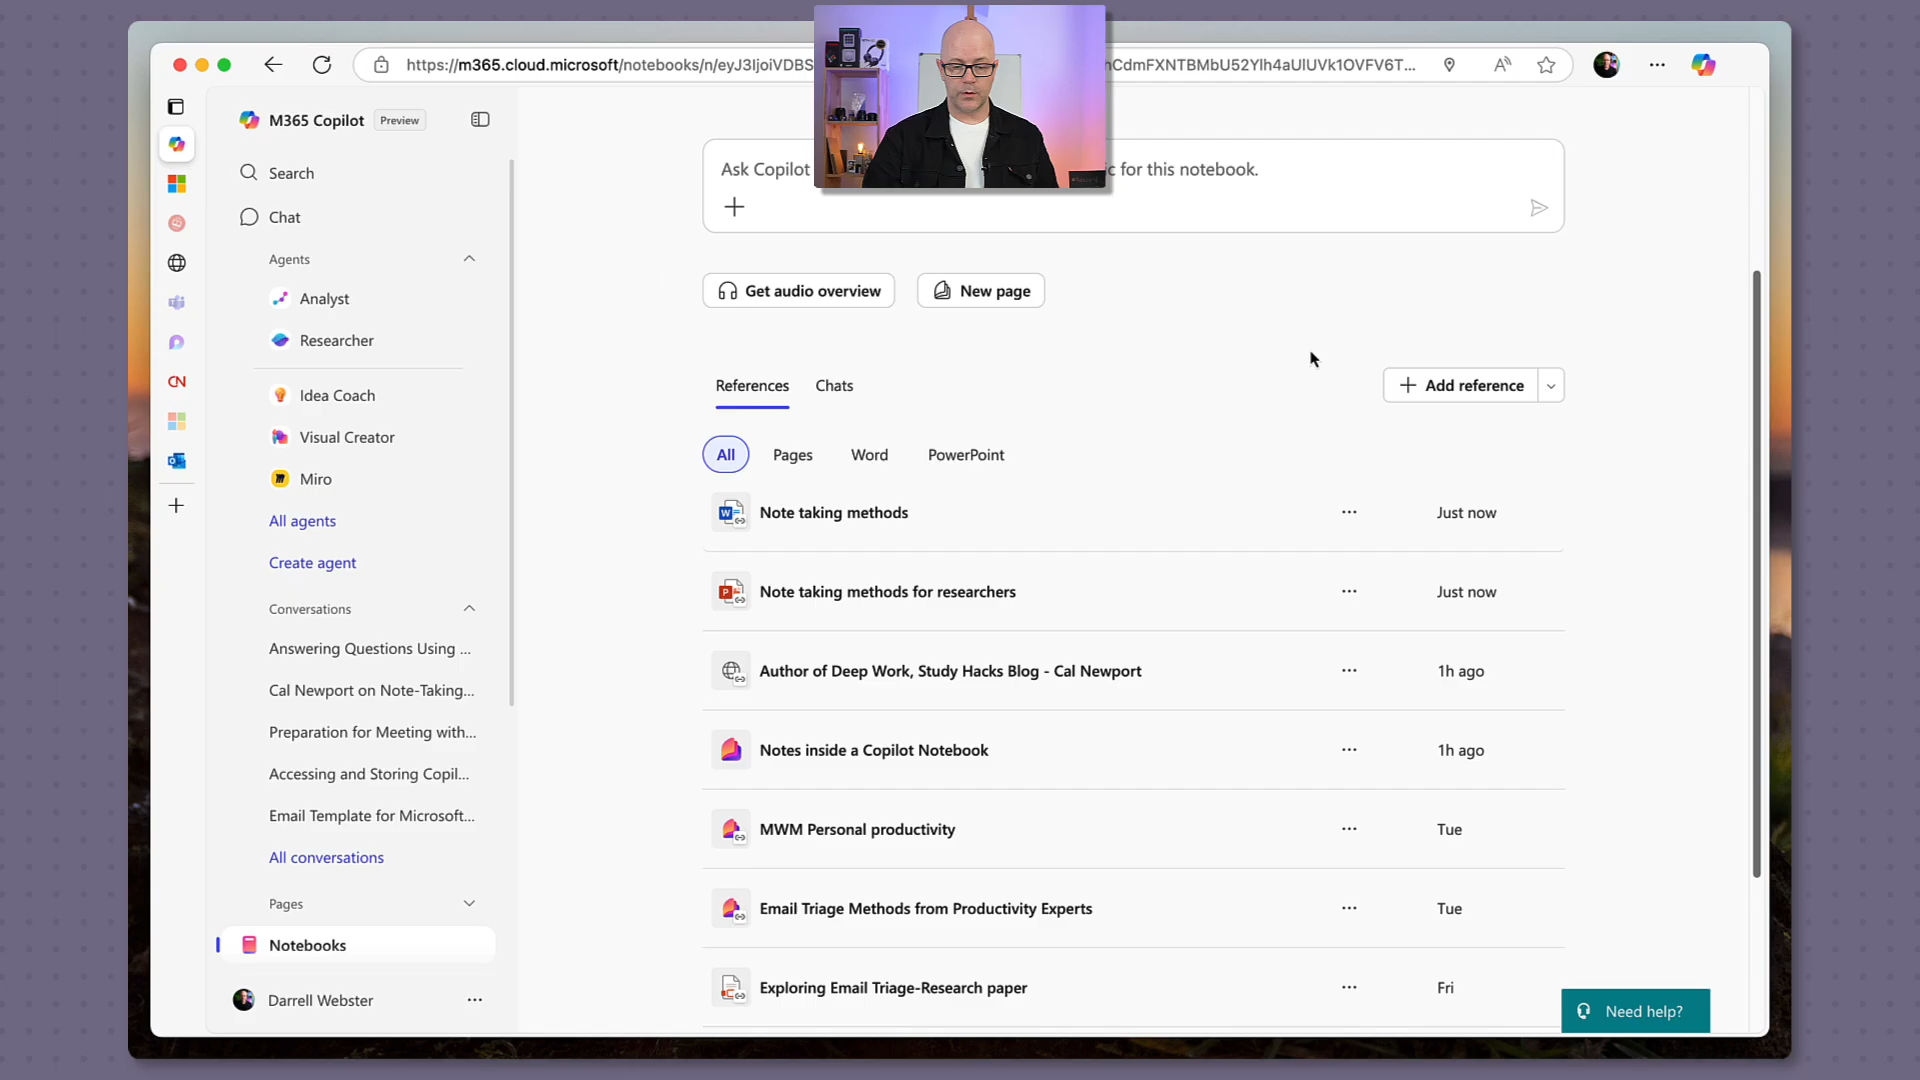 https://m365.cloud.microsoft/notebooks/n/eyJ3IjoiVDBS
CdmFXNTBMbU52Ylh4aUlUVk1OVFV6T...
M365 Copilot
Preview
Search
Chat
Agents
Analyst
Researcher
Idea Coach
Visual Creator
Miro
All agents
Create agent
Conversations
Answering Questions Using ...
Cal Newport on Note-Taking...
Preparation for Meeting with...
Accessing and Storing Copil...
Email Template for Microsoft...
All conversations
Pages
Notebooks
Darrell Webster
CN
Ask Copilot
c for this notebook.
Get audio overview
New page
References
Chats
Add reference
All
Pages
Word
PowerPoint
Note taking methods
Just now
Note taking methods for researchers
Just now
Author of Deep Work, Study Hacks Blog - Cal Newport
1h ago
Notes inside a Copilot Notebook
1h ago
MWM Personal productivity
Tue
Email Triage Methods from Productivity Experts
Tue
Exploring Email Triage-Research paper
Fri
Need help?